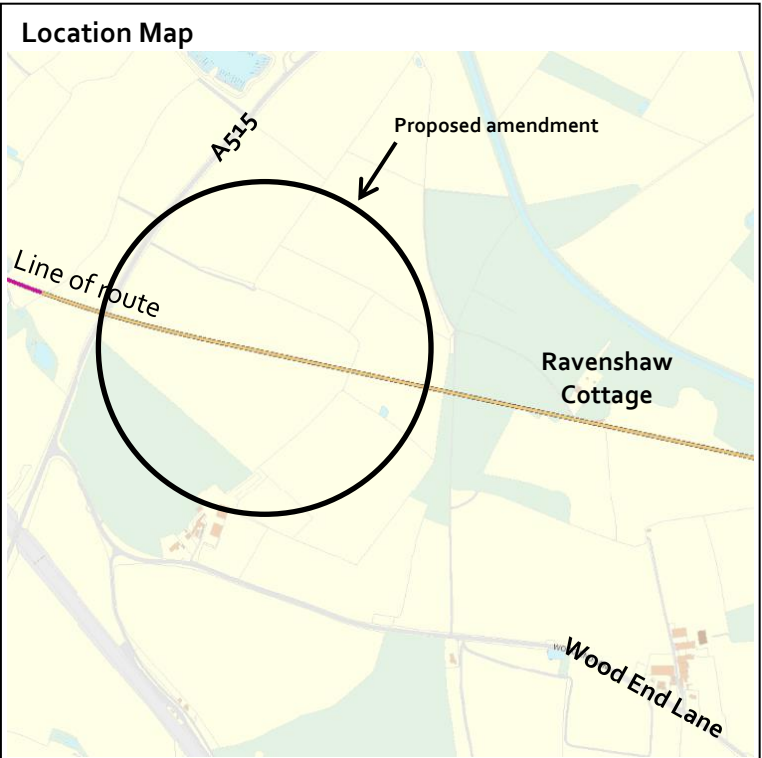 Location Map
A515
Proposed amendment
Line of route
Ravenshaw
Cottage
Wood End Lane